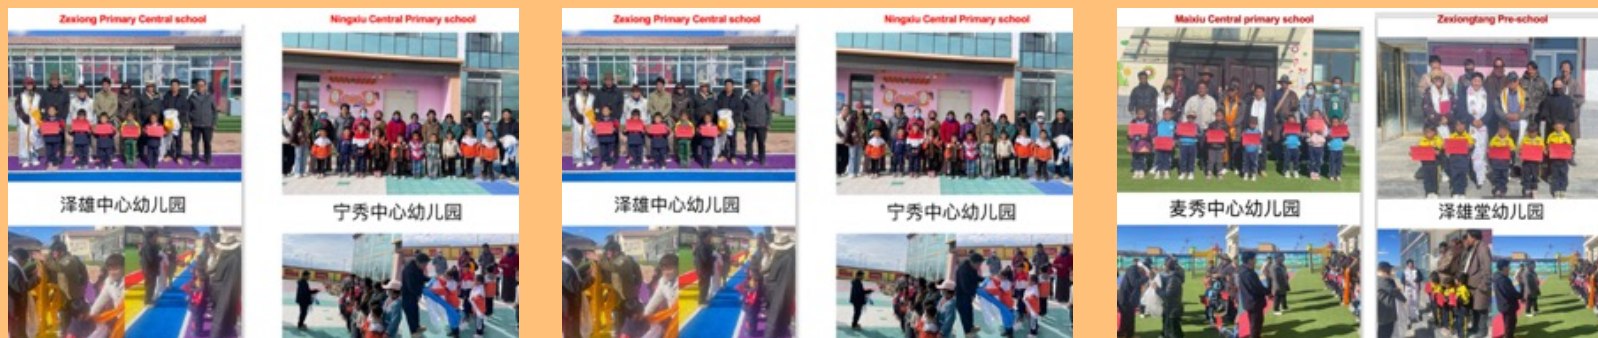 Zexiong Primary Central school
Ningxiu Central Primary school
泽雄中心幼儿园
宁秀中心幼儿园
Zexiong Primary Central school
Ningxiu Central Primary school
泽雄中心幼儿园
宁秀中心幼儿园
Maixiu Central primary school
Zexiongtang Pre-school
麦秀中心幼儿园
泽雄堂幼儿园